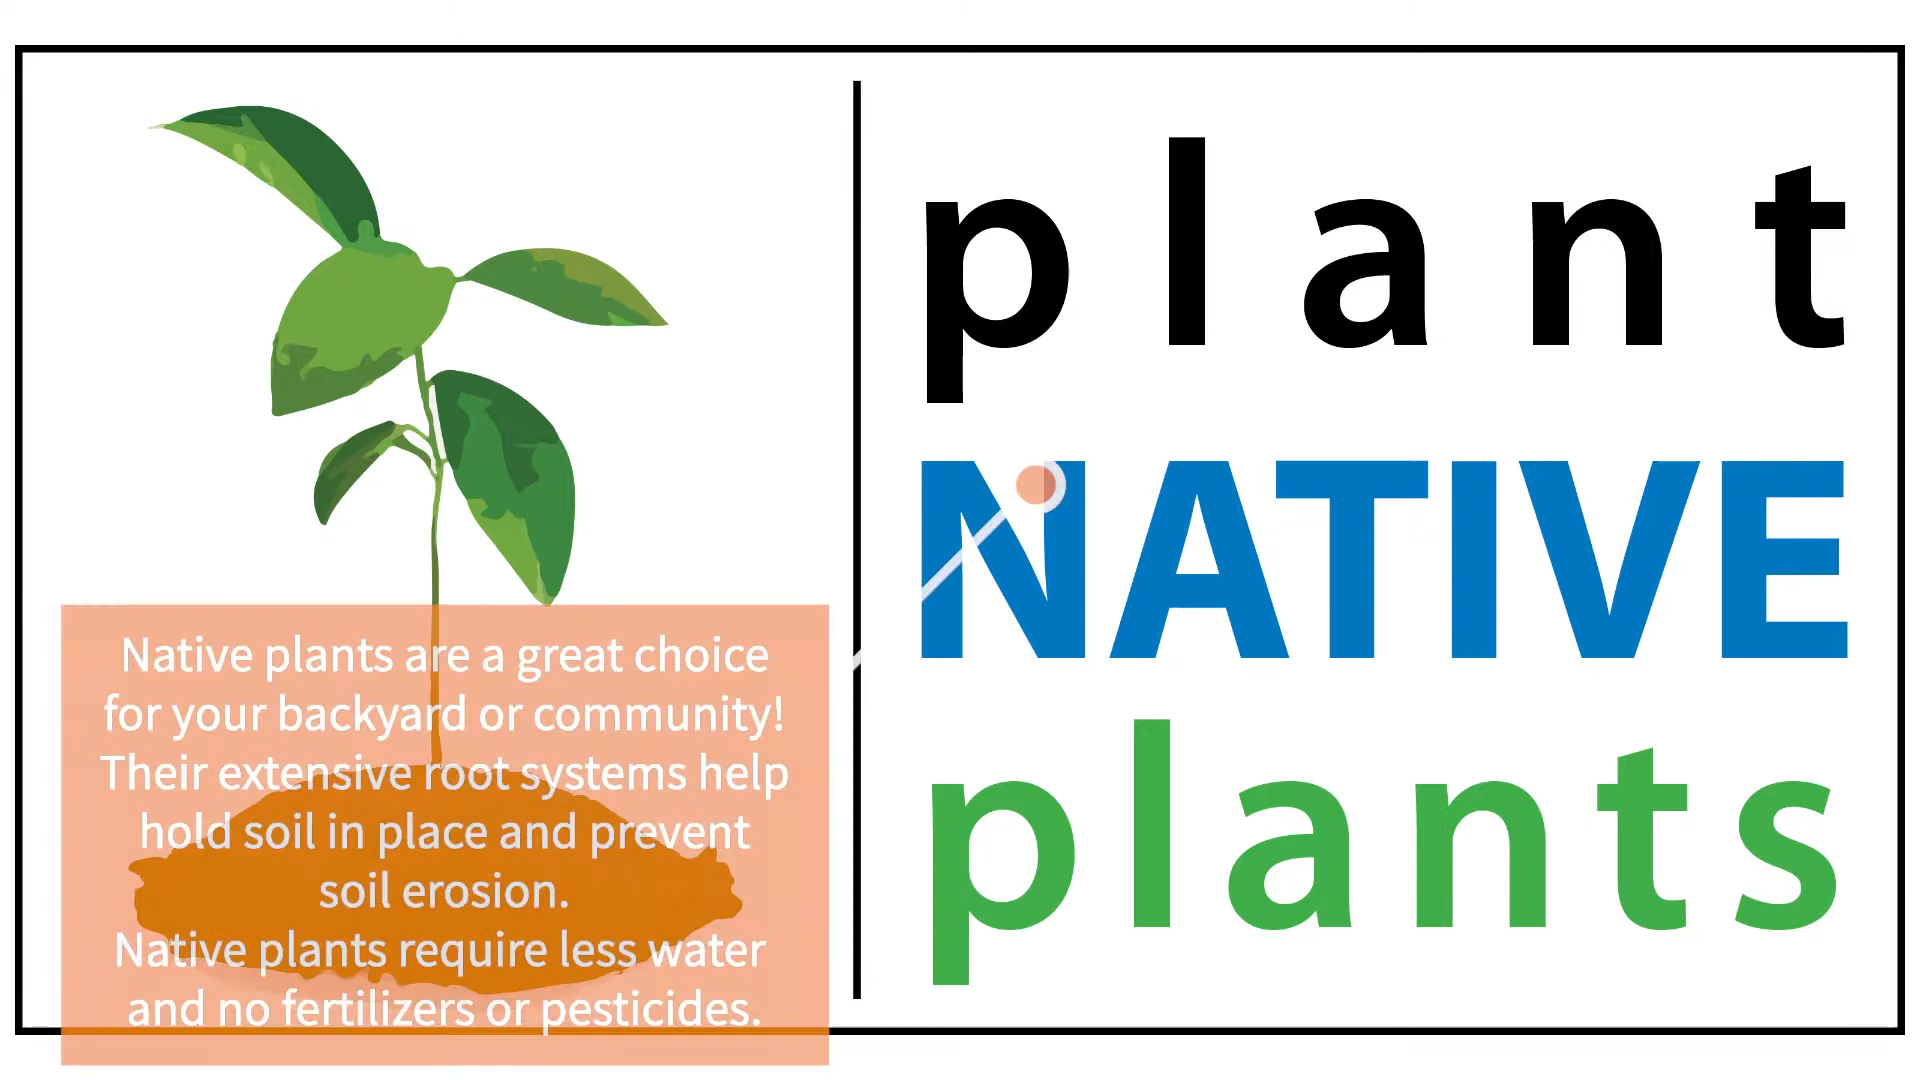 plant
NATIVE
plants
Native plants are a great choice
for your backyard or community!
Their extensive root systems help
hold soil in place and prevent
soil erosion.
Native plants require less water
and no fertilizers or pesticides.